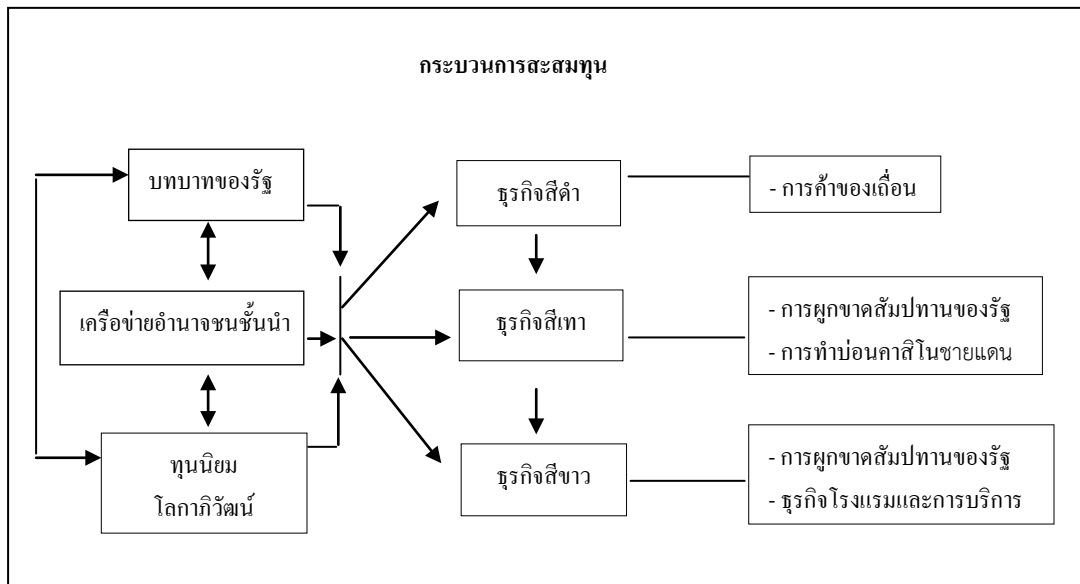 กระบวนการสะสมทุน
บทบาทของรัฐ
เครือข่ายอำนาจชนชั้นนำ
ทุนนิยม
โลกาภิวัฒน์
ธุรกิจสีดำ
ธุรกิจสีเทา
ธุรกิจสีขาว
- การค้าของเถื่อน
- การผูกขาดสัมปทานของรัฐ
- การทำบ่อนคาสิโนชายแดน
- การผูกขาดสัมปทานของรัฐ
- ธุรกิจโรงแรมและการบริการ